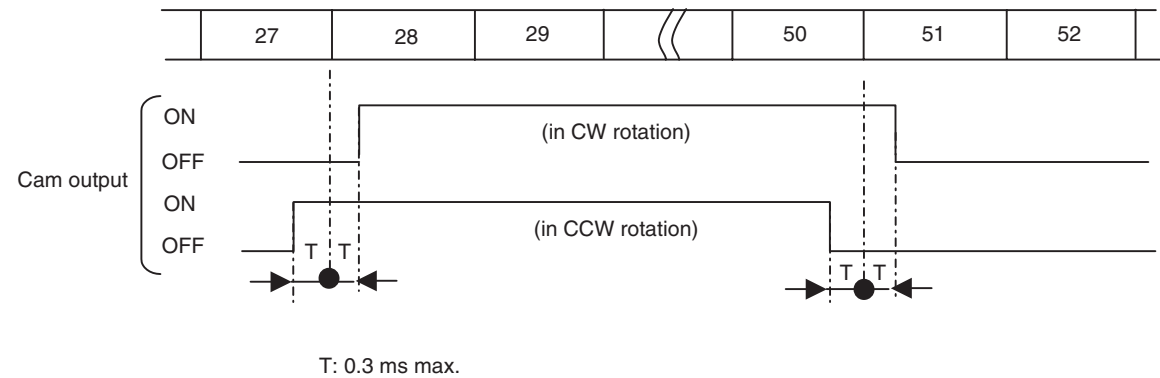 27 28 29 50 51 52
ON
(in CW rotation)
OFF
Cam output
ON
(in CCW rotation)
OFF
T T T T
T: 0.3 ms max.